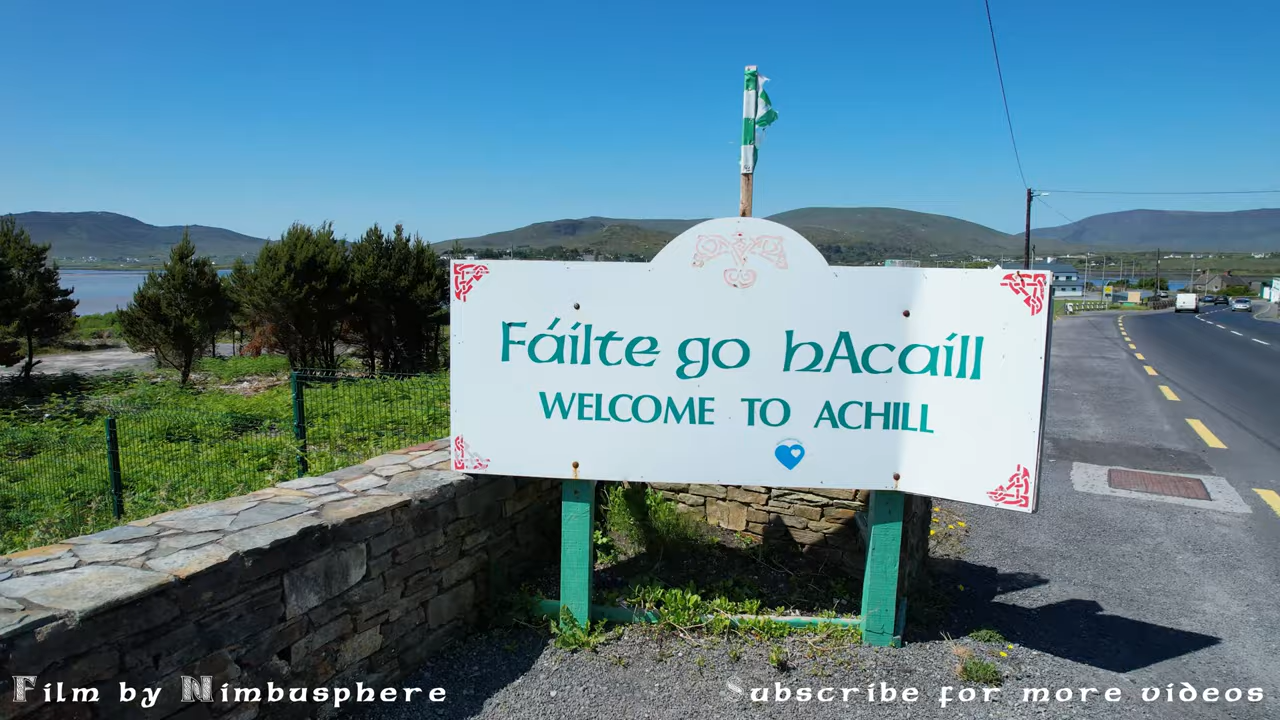 Fáilte go hAcaill
WELCOME TO ACHILL
Film by Nimbusphere
Subscribe for more videos